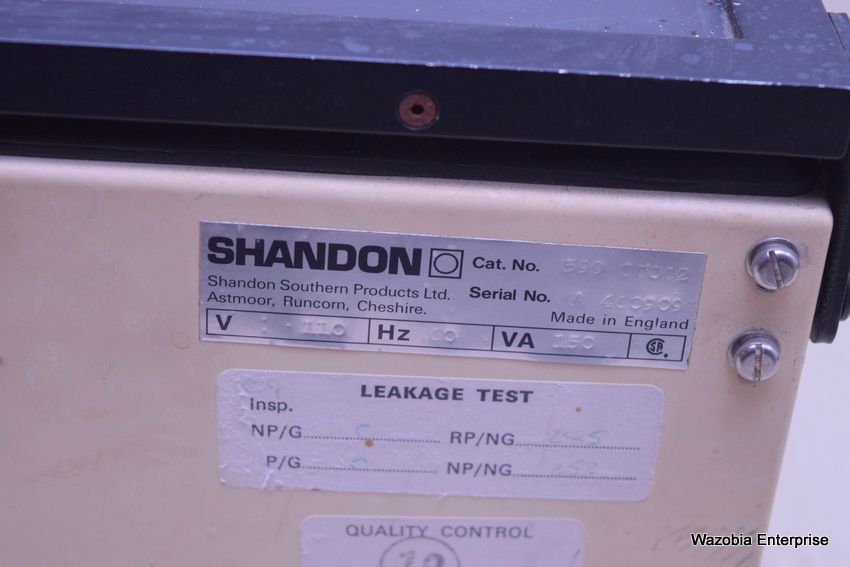 SHANDON Cat. No.
Shandon Southern Products Ltd. Serial No. A 460909
Astmoor, Runcorn, Cheshire. Made in England
V 110 Hz 60 VA 150
LEAKAGE TEST
Insp.
NP/G RP/NG
P/G NP/NG
QUALITY CONTROL
Wazobia Enterprise